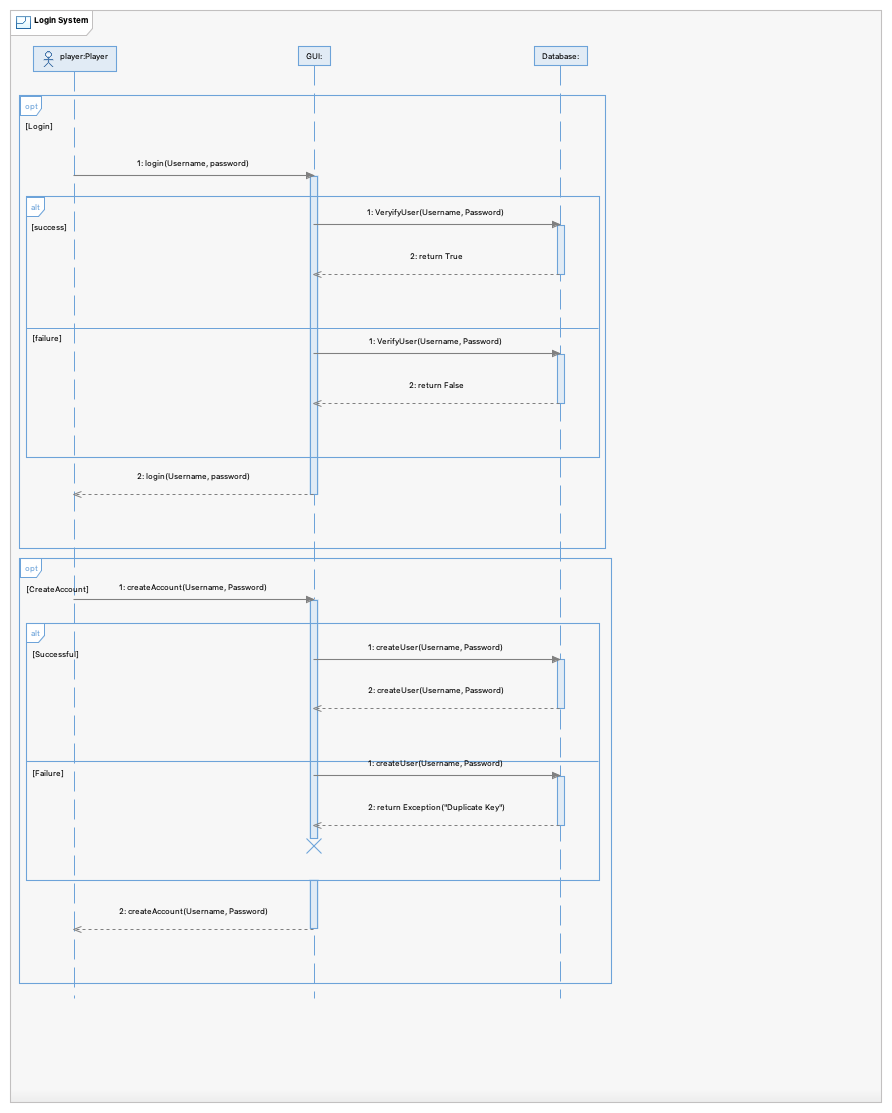 Login System
player:Player
GUI:
Database:
opt
[Login]
1: login(Username, password)
alt
1: VeryifyUser(Username, Password)
[success]
2: return True
[failure]
1: VerifyUser(Username, Password)
2: return False
2: login(Username, password)
opt
[CreateAccount]
1: createAccount(Username, Password)
alt
1: createUser(Username, Password)
[Successful]
2: createUser(Username, Password)
1: createUser(Username, Password)
[Failure]
2: return Exception("Duplicate Key")
2: createAccount(Username, Password)